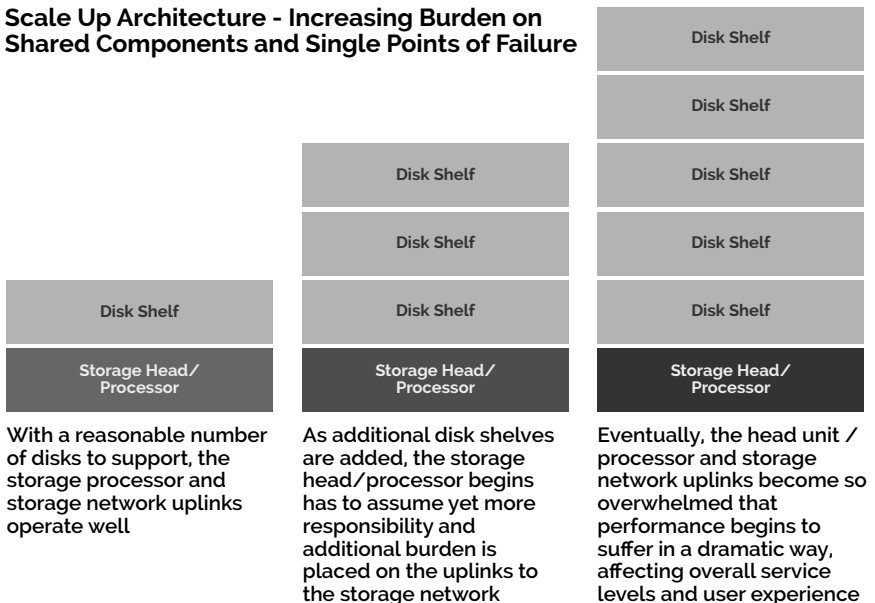 Scale Up Architecture - Increasing Burden on
Shared Components and Single Points of Failure
Disk Shelf
Storage Head/
Processor
With a reasonable number
of disks to support, the
storage processor and
storage network uplinks
operate well
Disk Shelf
Disk Shelf
Disk Shelf
Storage Head/
Processor
As additional disk shelves
are added, the storage
head/processor begins
has to assume yet more
responsibility and
additional burden is
placed on the uplinks to
the storage network
Disk Shelf
Disk Shelf
Disk Shelf
Disk Shelf
Disk Shelf
Storage Head/
Processor
Eventually, the head unit /
processor and storage
network uplinks become so
overwhelmed that
performance begins to
suffer in a dramatic way,
affecting overall service
levels and user experience